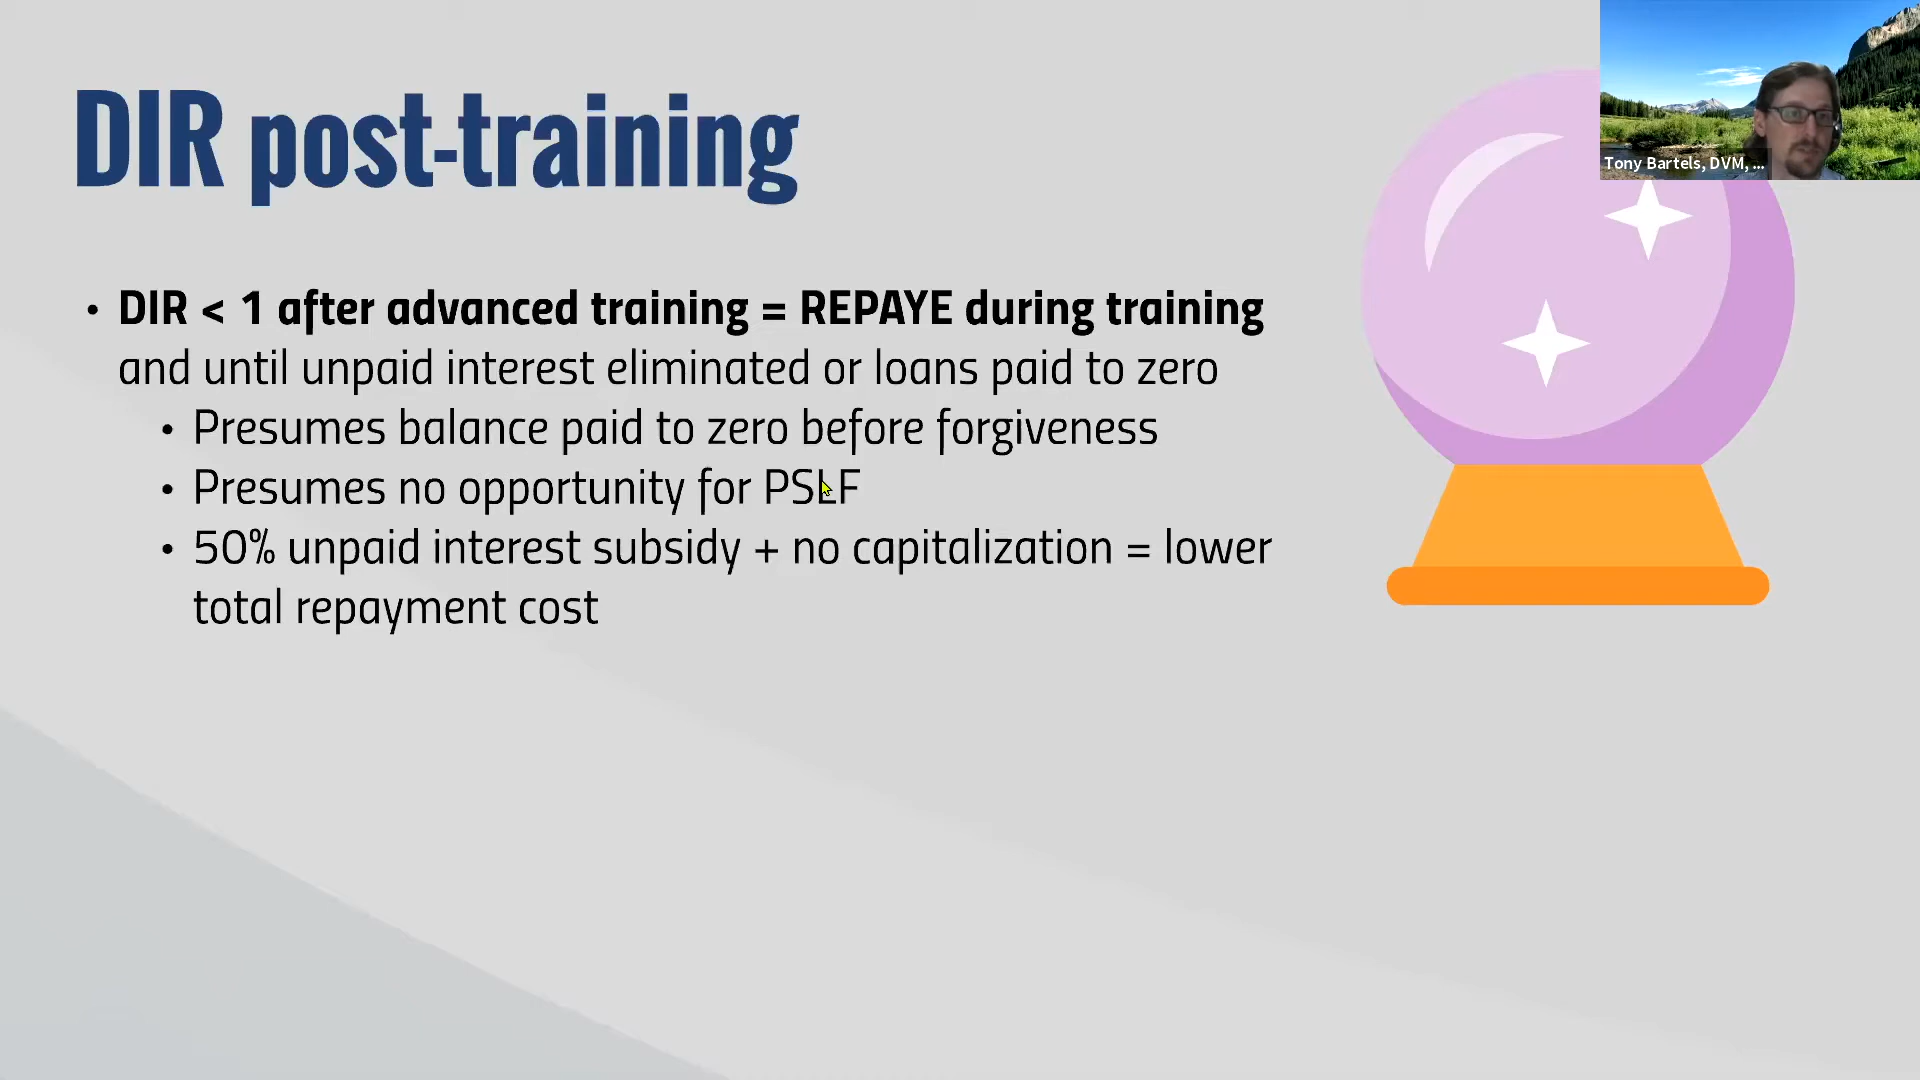 DIR post-training
Tony Bartels, DVM, ...
• DIR < 1 after advanced training = REPAYE during training
and until unpaid interest eliminated or loans paid to zero
• Presumes balance paid to zero before forgiveness
• Presumes no opportunity for PSLF
• 50% unpaid interest subsidy + no capitalization = lower
total repayment cost